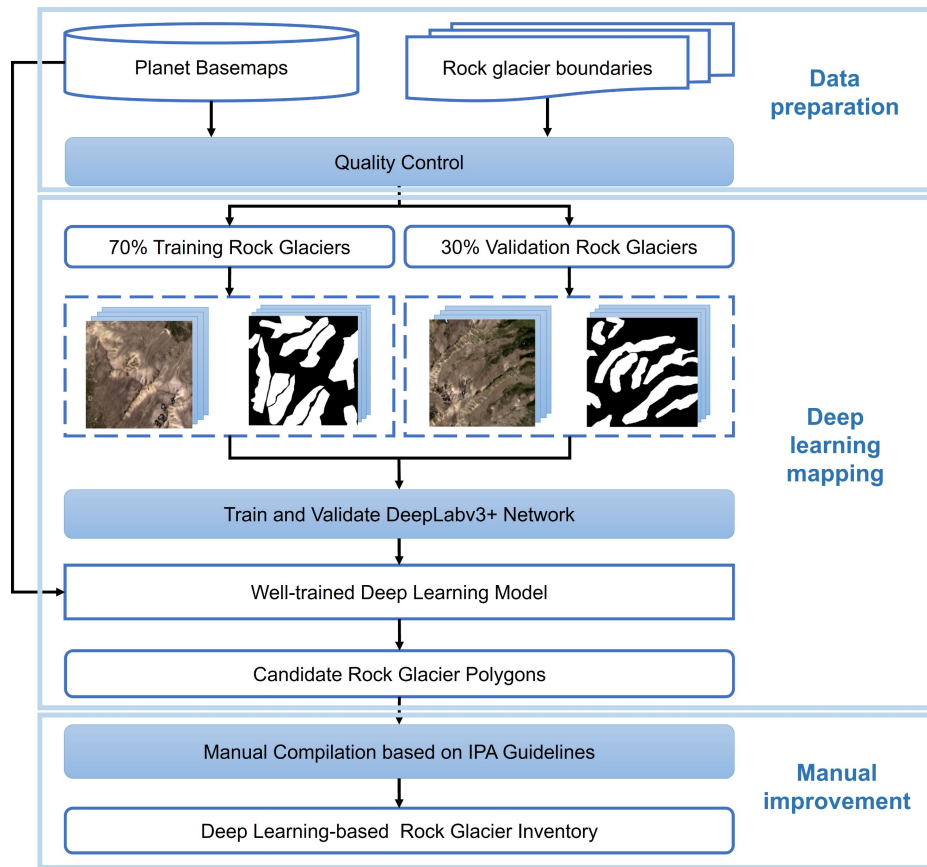 Planet Basemaps
Rock glacier boundaries
Data
preparation
Quality Control
70% Training Rock Glaciers
30% Validation Rock Glaciers
Deep
learning
mapping
Train and Validate DeepLabv3+ Network
Well-trained Deep Learning Model
Candidate Rock Glacier Polygons
Manual Compilation based on IPA Guidelines
Manual
improvement
Deep Learning-based Rock Glacier Inventory